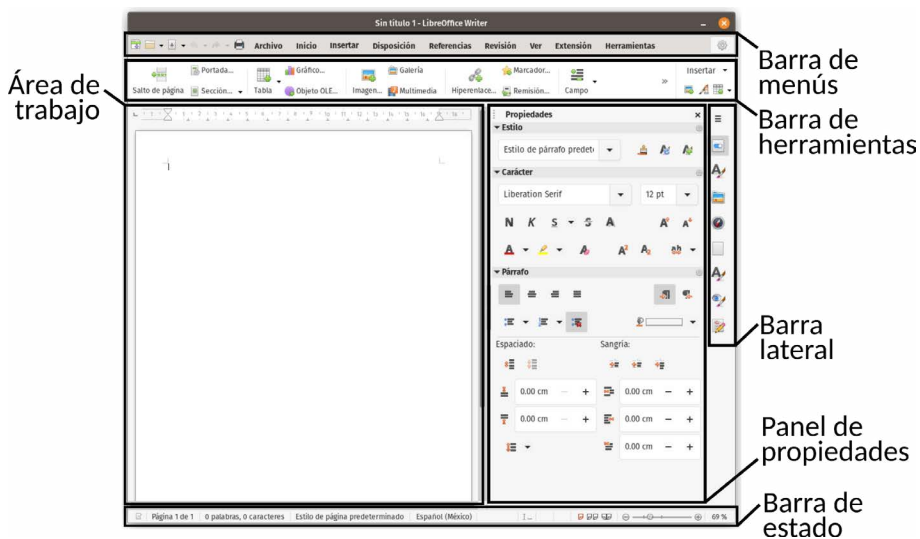 Sin título 1 - LibreOffice Writer
Archivo Inicio Insertar Disposición Referencias Revisión Ver Extensión Herramientas
Barra de
menús
Portada... Gráfico... Galería Marcador... Insertar
Salto de página Sección... Tabla Objeto OLE... Imagen... Multimedia Hiperenlace... Remisión... Campo »
Área de
trabajo
Barra de
herramientas
Propiedades
Estilo
Estilo de párrafo predete
Carácter
Liberation Serif 12 pt
N K S S A
Párrafo
Espaciado: Sangría:
0.00 cm − + 0.00 cm − +
0.00 cm − + 0.00 cm − +
0.00 cm − +
Barra
lateral
Panel de
propiedades
Página 1 de 1 0 palabras, 0 caracteres Estilo de página predeterminado Español (México) 69 %
Barra de
estado